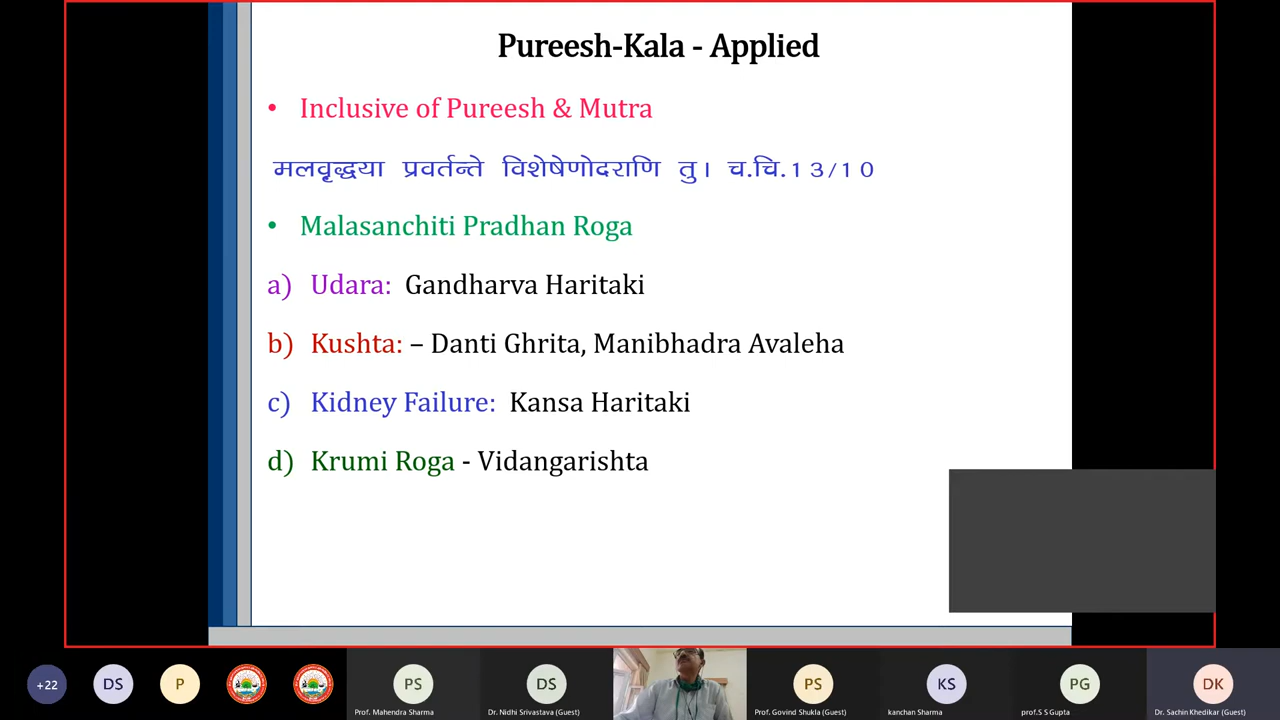 Pureesh-Kala - Applied
• Inclusive of Pureesh & Mutra
मलवृद्धया प्रवर्तन्ते विशेषेणोदराणि तु। च.चि.13/10
• Malasanchiti Pradhan Roga
a) Udara: Gandharva Haritaki
b) Kushta: – Danti Ghrita, Manibhadra Avaleha
c) Kidney Failure: Kansa Haritaki
d) Krumi Roga - Vidangarishta
+22 DS P PS DS PS KS PG DK
Prof. Mahendra Sharma Dr. Nidhi Srivastava (Guest) Prof. Govind Shukla (Guest) kanchan Sharma prof.S S Gupta Dr. Sachin Khedikar (Guest)